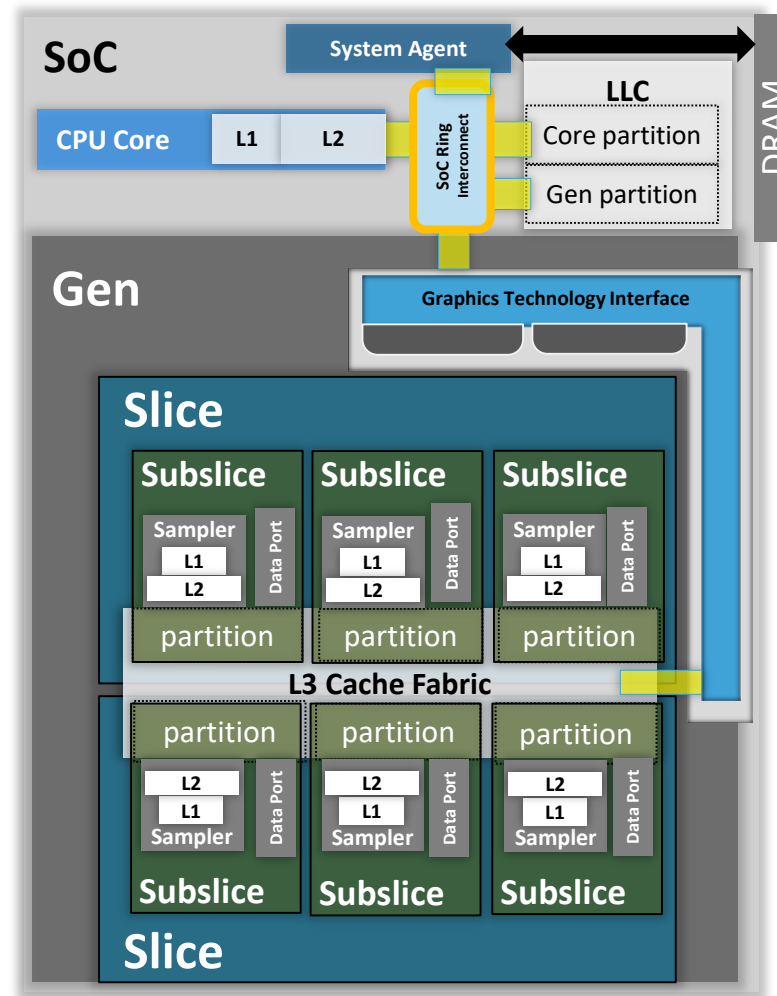 SoC
System Agent
DRAM
LLC
CPU Core
L1
L2
SoC Ring
Interconnect
Core partition
Gen partition
Gen
Graphics Technology Interface
Slice
Subslice
Subslice
Subslice
Sampler
L1
L2
Data Port
Sampler
L1
L2
Data Port
Sampler
L1
L2
Data Port
partition
partition
partition
L3 Cache Fabric
partition
partition
partition
L2
L1
Sampler
Data Port
L2
L1
Sampler
Data Port
L2
L1
Sampler
Data Port
Subslice
Subslice
Subslice
Slice